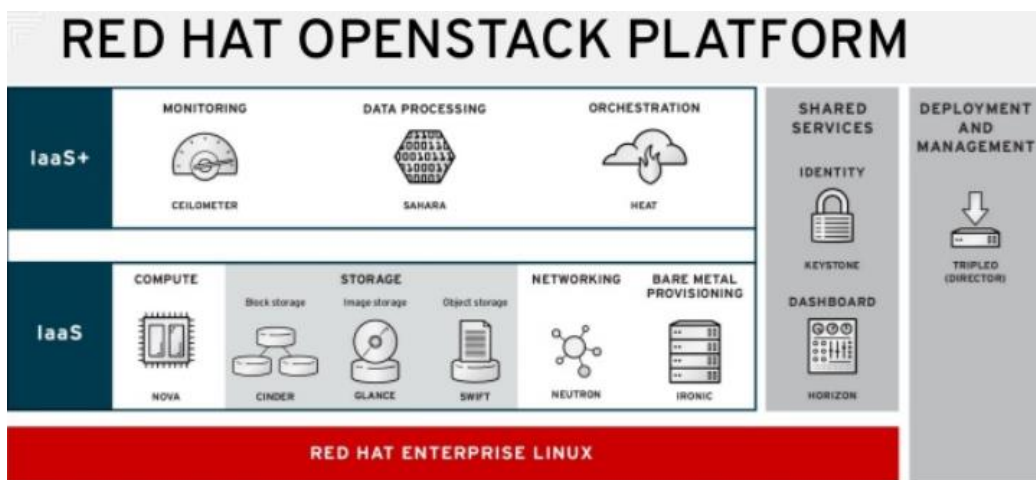 RED HAT OPENSTACK PLATFORM
IaaS+
MONITORING
CEILOMETER
DATA PROCESSING
SAHARA
ORCHESTRATION
HEAT
IaaS
COMPUTE
NOVA
STORAGE
Block storage
CINDER
Image storage
GLANCE
Object storage
SWIFT
NETWORKING
NEUTRON
BARE METAL
PROVISIONING
IRONIC
SHARED
SERVICES
IDENTITY
KEYSTONE
DASHBOARD
HORIZON
DEPLOYMENT
AND
MANAGEMENT
TRIPLEO
(DIRECTOR)
RED HAT ENTERPRISE LINUX